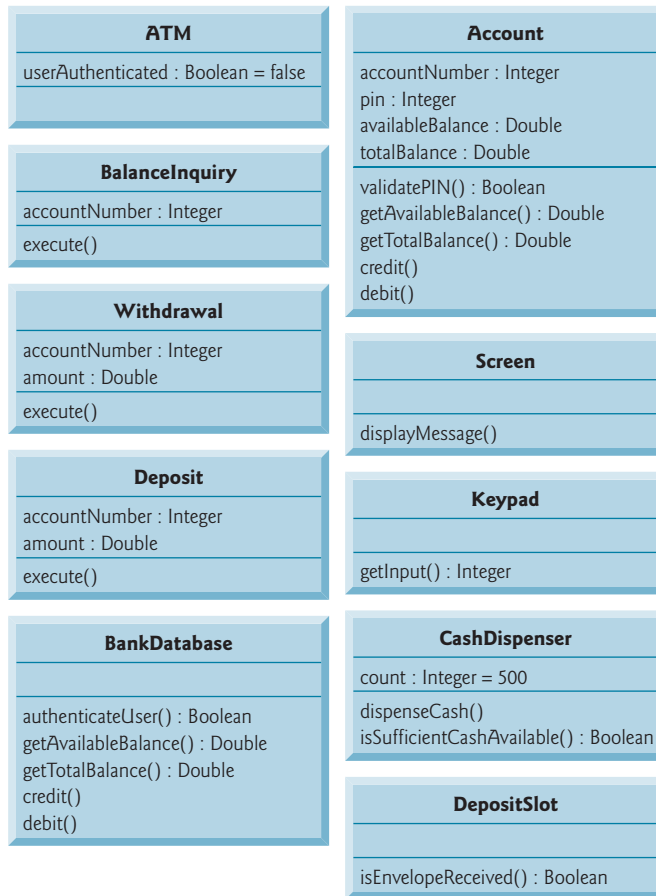 ATM
userAuthenticated : Boolean = false
BalanceInquiry
accountNumber : Integer
execute()
Withdrawal
accountNumber : Integer
amount : Double
execute()
Deposit
accountNumber : Integer
amount : Double
execute()
BankDatabase
authenticateUser() : Boolean
getAvailableBalance() : Double
getTotalBalance() : Double
credit()
debit()
Account
accountNumber : Integer
pin : Integer
availableBalance : Double
totalBalance : Double
validatePIN() : Boolean
getAvailableBalance() : Double
getTotalBalance() : Double
credit()
debit()
Screen
displayMessage()
Keypad
getInput() : Integer
CashDispenser
count : Integer = 500
dispenseCash()
isSufficientCashAvailable() : Boolean
DepositSlot
isEnvelopeReceived() : Boolean